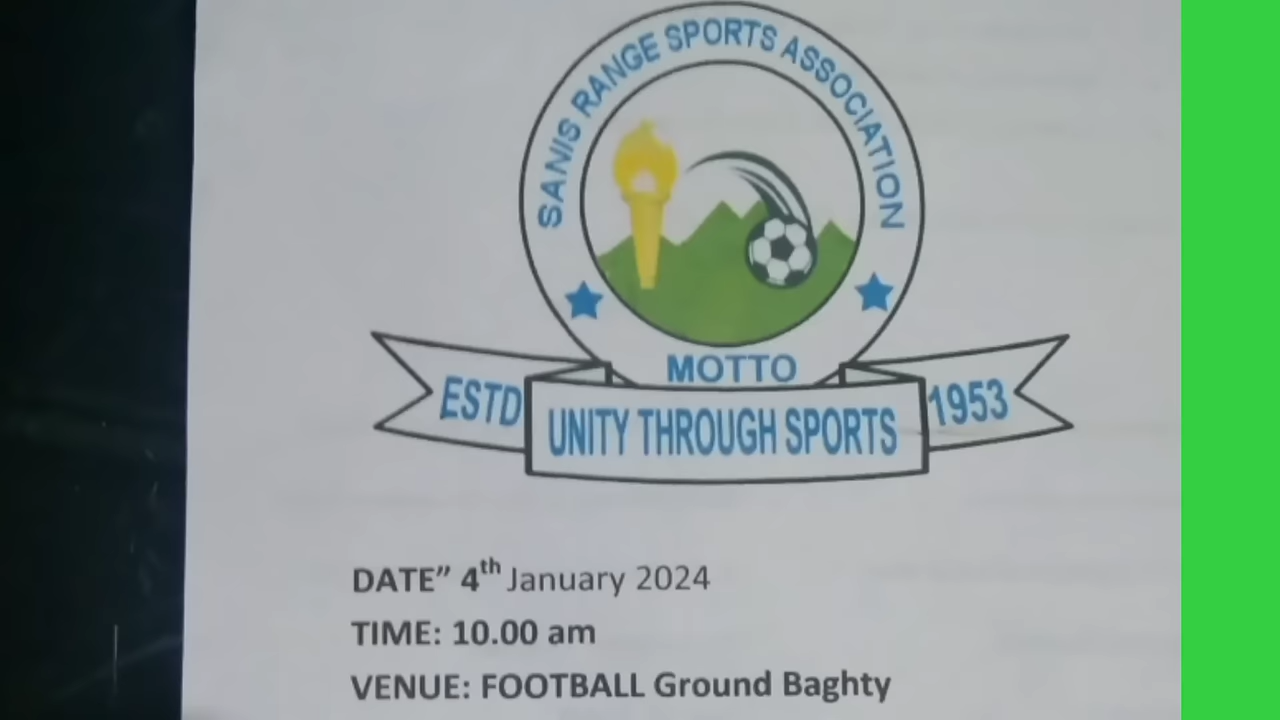 SANIS RANGE SPORTS ASSOCIATION
MOTTO
ESTD UNITY THROUGH SPORTS 1953
DATE” 4th January 2024
TIME: 10.00 am
VENUE: FOOTBALL Ground Baghty